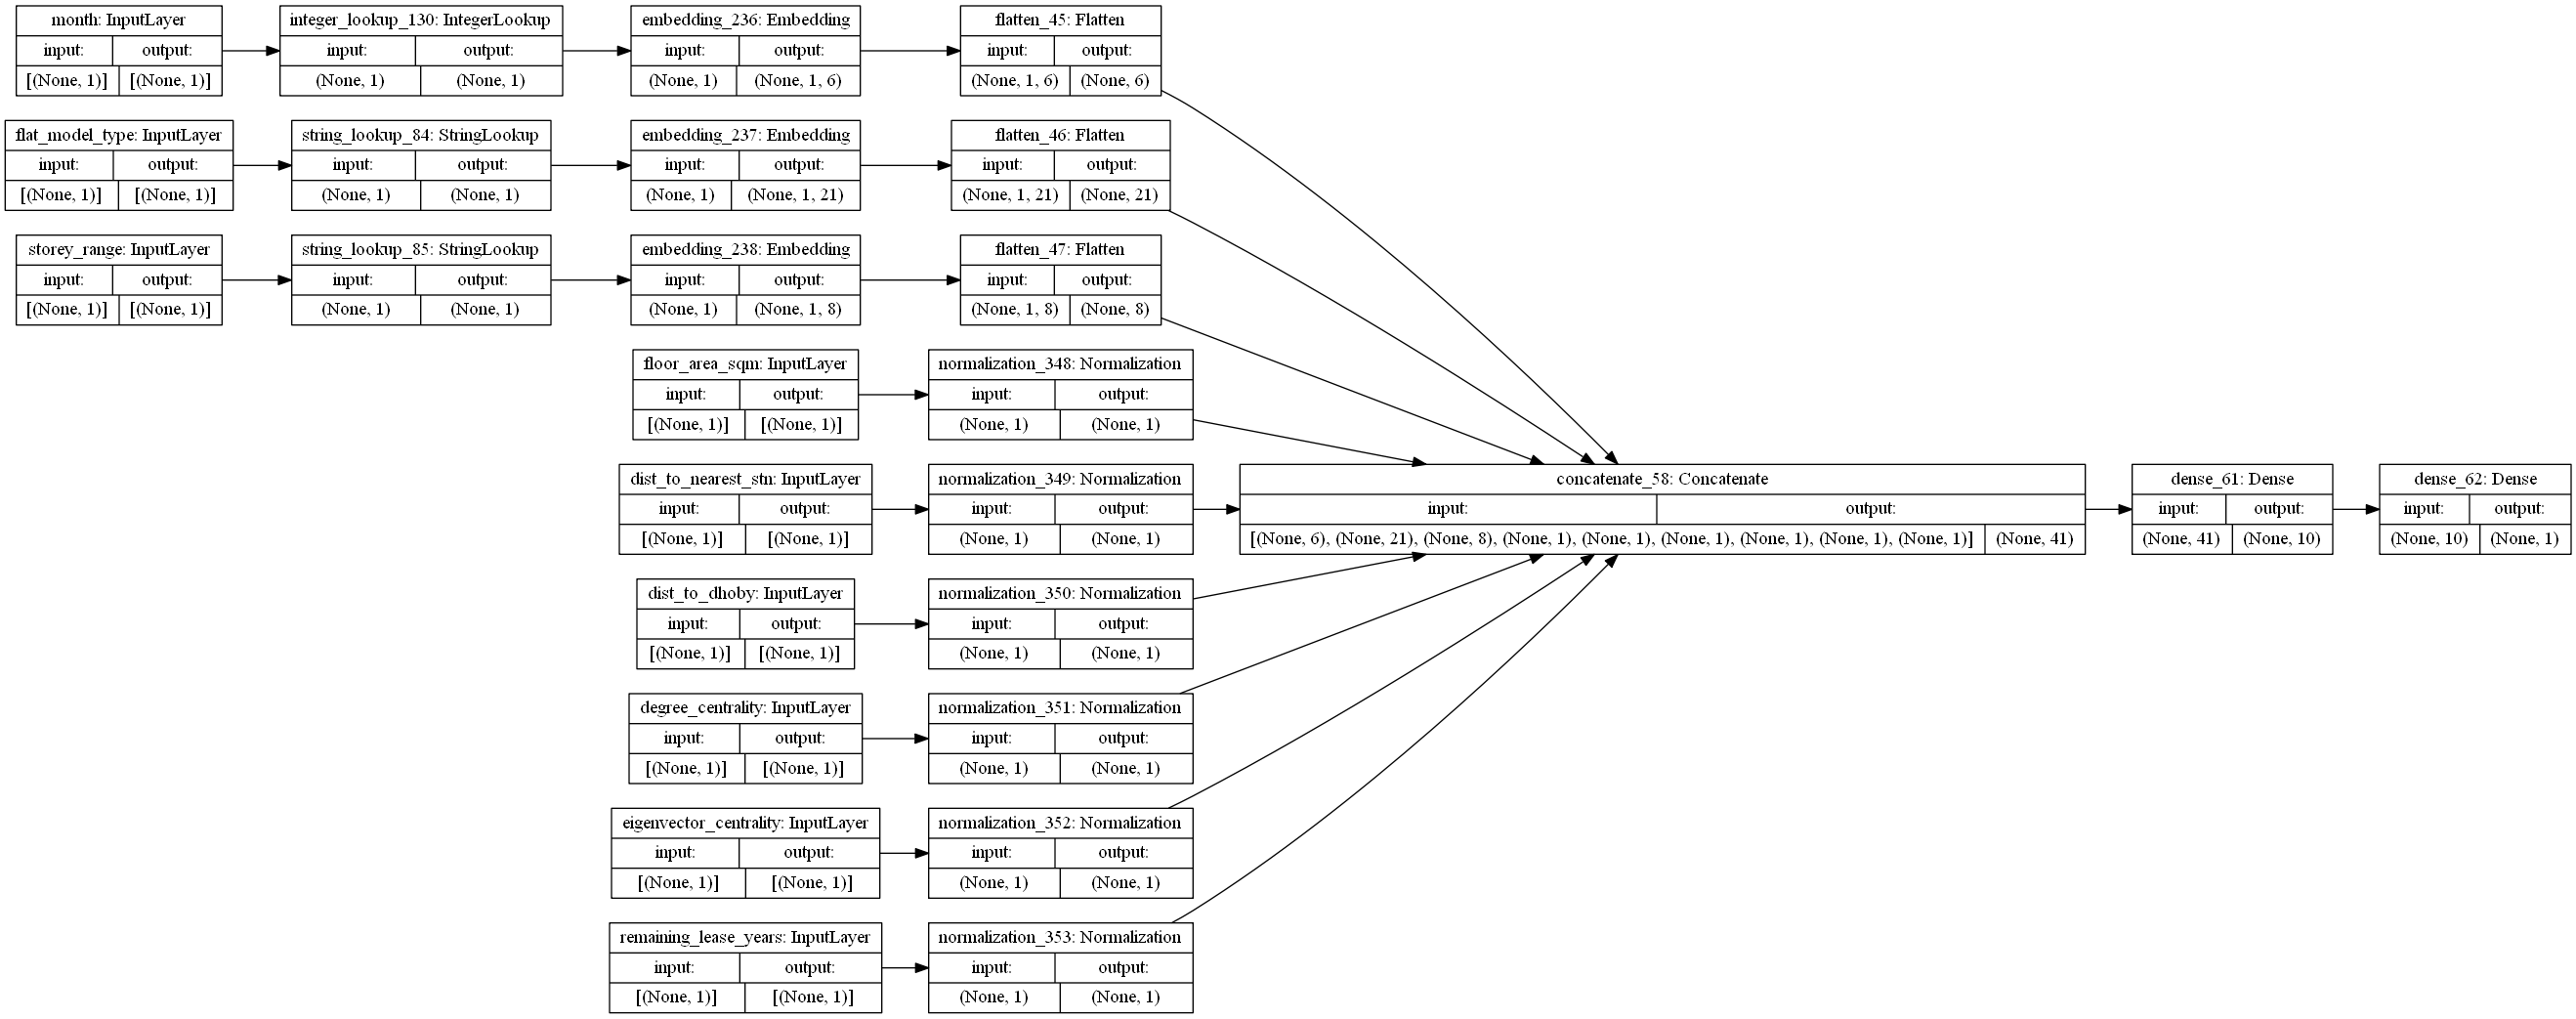 month: InputLayer
input: output:
[(None, 1)] [(None, 1)]
integer_lookup_130: IntegerLookup
input: output:
(None, 1) (None, 1)
embedding_236: Embedding
input: output:
(None, 1) (None, 1, 6)
flatten_45: Flatten
input: output:
(None, 1, 6) (None, 6)
flat_model_type: InputLayer
input: output:
[(None, 1)] [(None, 1)]
string_lookup_84: StringLookup
input: output:
(None, 1) (None, 1)
embedding_237: Embedding
input: output:
(None, 1) (None, 1, 21)
flatten_46: Flatten
input: output:
(None, 1, 21) (None, 21)
storey_range: InputLayer
input: output:
[(None, 1)] [(None, 1)]
string_lookup_85: StringLookup
input: output:
(None, 1) (None, 1)
embedding_238: Embedding
input: output:
(None, 1) (None, 1, 8)
flatten_47: Flatten
input: output:
(None, 1, 8) (None, 8)
floor_area_sqm: InputLayer
input: output:
[(None, 1)] [(None, 1)]
normalization_348: Normalization
input: output:
(None, 1) (None, 1)
dist_to_nearest_stn: InputLayer
input: output:
[(None, 1)] [(None, 1)]
normalization_349: Normalization
input: output:
(None, 1) (None, 1)
concatenate_58: Concatenate
input: output:
[(None, 6), (None, 21), (None, 8), (None, 1), (None, 1), (None, 1), (None, 1), (None, 1), (None, 1)] (None, 41)
dense_61: Dense
input: output:
(None, 41) (None, 10)
dense_62: Dense
input: output:
(None, 10) (None, 1)
dist_to_dhoby: InputLayer
input: output:
[(None, 1)] [(None, 1)]
normalization_350: Normalization
input: output:
(None, 1) (None, 1)
degree_centrality: InputLayer
input: output:
[(None, 1)] [(None, 1)]
normalization_351: Normalization
input: output:
(None, 1) (None, 1)
eigenvector_centrality: InputLayer
input: output:
[(None, 1)] [(None, 1)]
normalization_352: Normalization
input: output:
(None, 1) (None, 1)
remaining_lease_years: InputLayer
input: output:
[(None, 1)] [(None, 1)]
normalization_353: Normalization
input: output:
(None, 1) (None, 1)